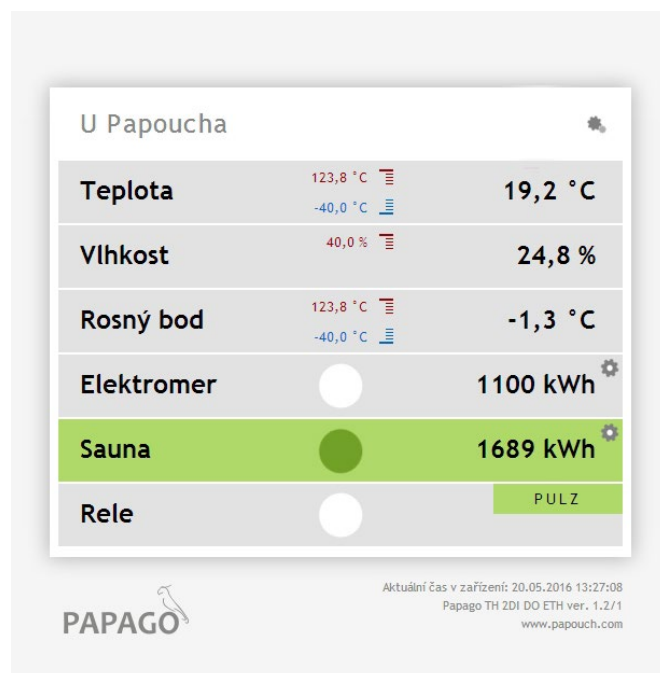 U Papoucha
Teplota
123,8 °C
-40,0 °C
19,2 °C
Vlhkost
40,0 %
24,8 %
Rosný bod
123,8 °C
-40,0 °C
-1,3 °C
Elektromer
1100 kWh
Sauna
1689 kWh
Rele
PULZ
PAPAGO
Aktuální čas v zařízení: 20.05.2016 13:27:08
Papago TH 2DI DO ETH ver. 1.2/1
www.papouch.com